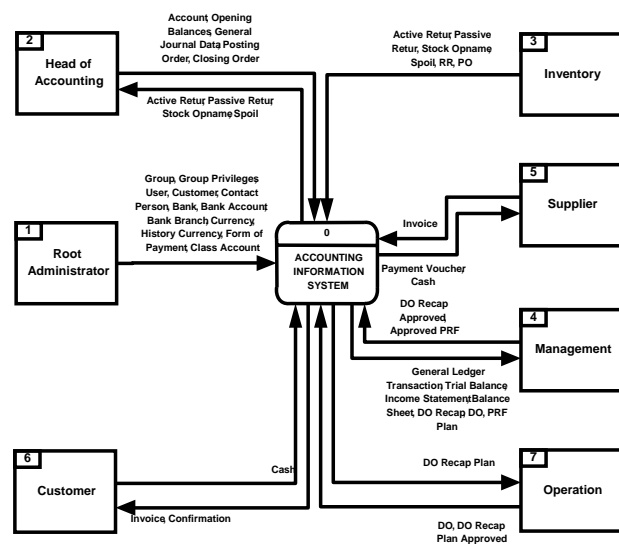 2
Head of
Accounting
Account, Opening
Balances, General
Journal Data, Posting
Order, Closing Order
Active Retur, Passive Retur,
Stock Opname, Spoil
Active Retur, Passive
Retur, Stock Opname,
Spoil, RR, PO
3
Inventory
5
Supplier
Invoice
Payment Voucher,
Cash
Group, Group Privileges,
User, Customer, Contact
Person, Bank, Bank Account,
Bank Branch, Currency,
History Currency, Form of
Payment, Class Account
1
Root
Administrator
0
ACCOUNTING
INFORMATION
SYSTEM
DO Recap
Approved,
Approved PRF
4
Management
General Ledger
Transaction, Trial Balance,
Income Statement, Balance
Sheet, DO Recap, DO, PRF
Plan
6
Customer
Cash
Invoice, Confirmation
DO Recap Plan
7
Operation
DO, DO Recap
Plan Approved